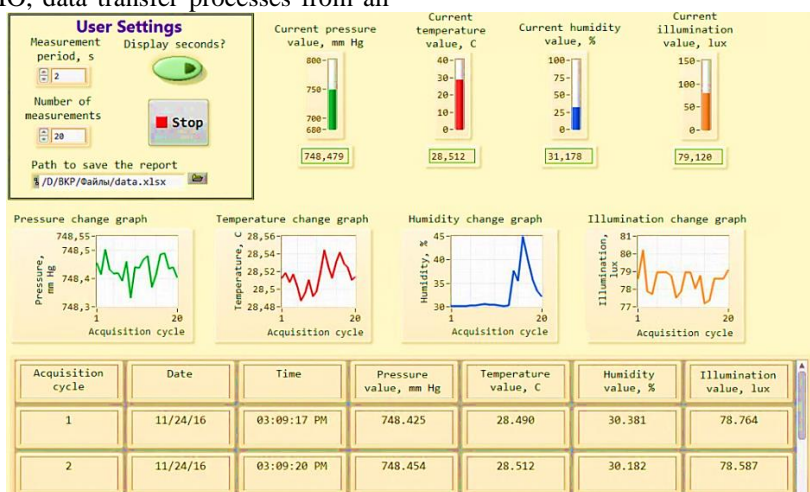 IO, data transfer processes from an
User Settings
Measurement period, s
Display seconds?
2
Number of measurements
20
Stop
Path to save the report
/D/ВКР/Файлы/data.xlsx
Current pressure value, mm Hg
800
750
700
680
748,479
Current temperature value, C
40
30
20
10
0
28,512
Current humidity value, %
100
75
50
25
0
31,178
Current illumination value, lux
150
100
50
0
79,120
Pressure change graph
Pressure, mm Hg
748,55
748,5
748,4
748,3
1
20
Acquisition cycle
Temperature change graph
Temperature, C
28,56
28,54
28,52
28,5
28,48
1
20
Acquisition cycle
Humidity change graph
Humidity, %
45
40
35
30
1
20
Acquisition cycle
Illumination change graph
Illumination, lux
81
80
79
78
77
1
20
Acquisition cycle
Acquisition cycle
Date
Time
Pressure value, mm Hg
Temperature value, C
Humidity value, %
Illumination value, lux
1
11/24/16
03:09:17 PM
748.425
28.490
30.381
78.764
2
11/24/16
03:09:20 PM
748.454
28.512
30.182
78.587